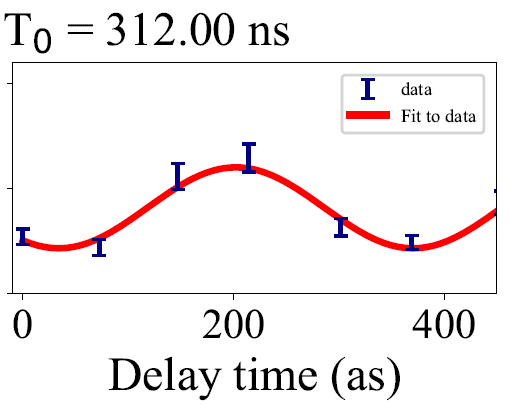 T₀ = 312.00 ns
data
Fit to data
0 200 400
Delay time (as)